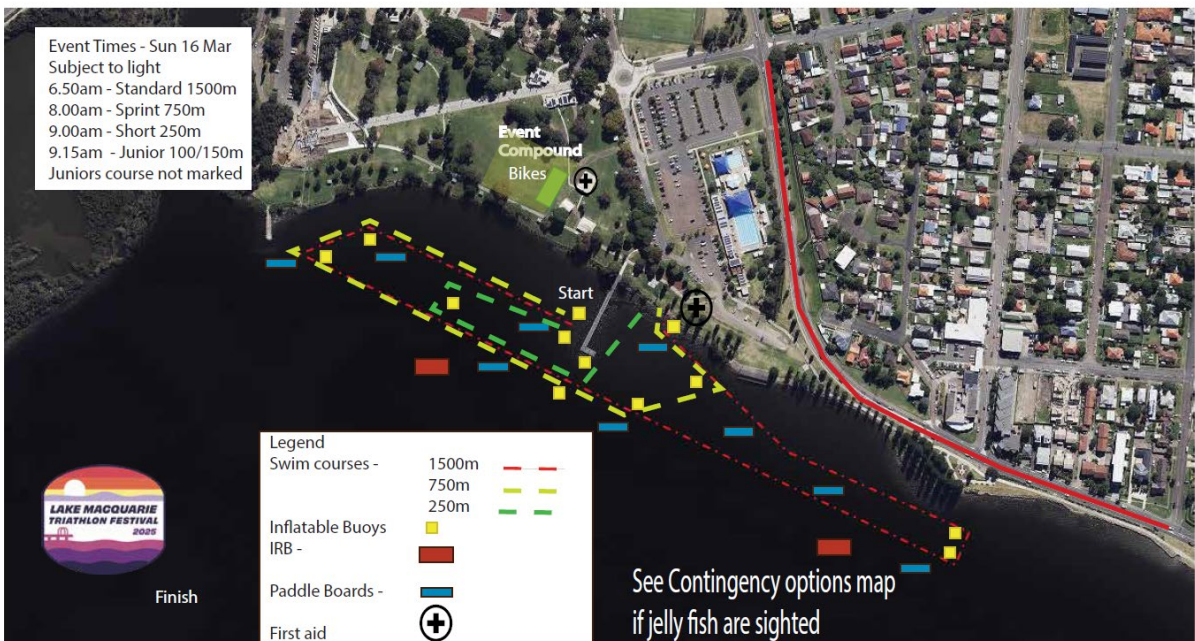 Event Times - Sun 16 Mar
Subject to light
6.50am - Standard 1500m
8.00am - Sprint 750m
9.00am - Short 250m
9.15am - Junior 100/150m
Juniors course not marked
Event
Compound
Bikes
Start
Legend
Swim courses - 1500m
750m
250m
Inflatable Buoys
IRB -
Paddle Boards -
First aid
LAKE MACQUARIE
TRIATHLON FESTIVAL
2025
Finish
See Contingency options map
if jelly fish are sighted